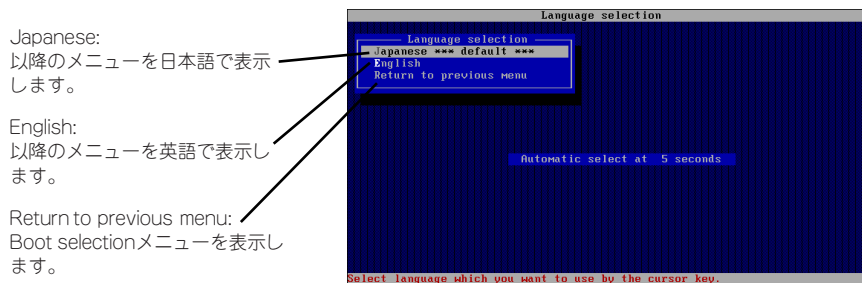 Japanese:
以降のメニューを日本語で表示
します。
English:
以降のメニューを英語で表示し
ます。
Return to previous menu:
Boot selectionメニューを表示し
ます。
Language selection
Language selection
Japanese *** default ***
English
Return to previous menu
Automatic select at 5 seconds
Select language which you want to use by the cursor key.